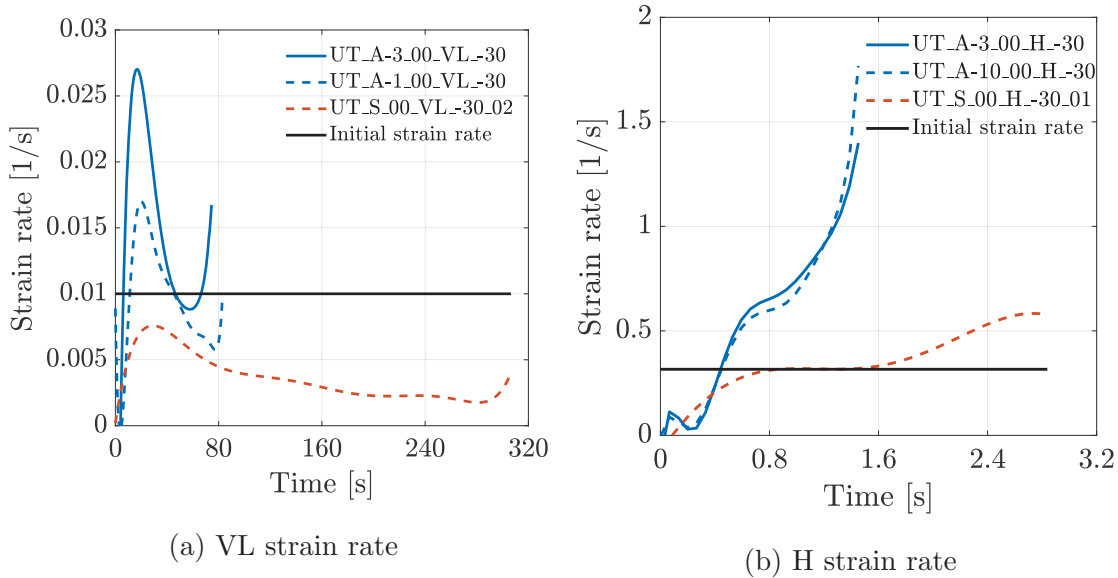 0.03
0.025
0.02
0.015
0.01
0.005
0
Strain rate [1/s]
UT_A-3_00_VL_-30
UT_A-1_00_VL_-30
UT_S_00_VL_-30_02
Initial strain rate
0 80 160 240 320
Time [s]
(a) VL strain rate
2
1.5
1
0.5
0
Strain rate [1/s]
UT_A-3_00_H_-30
UT_A-10_00_H_-30
UT_S_00_H_-30_01
Initial strain rate
0 0.8 1.6 2.4 3.2
Time [s]
(b) H strain rate